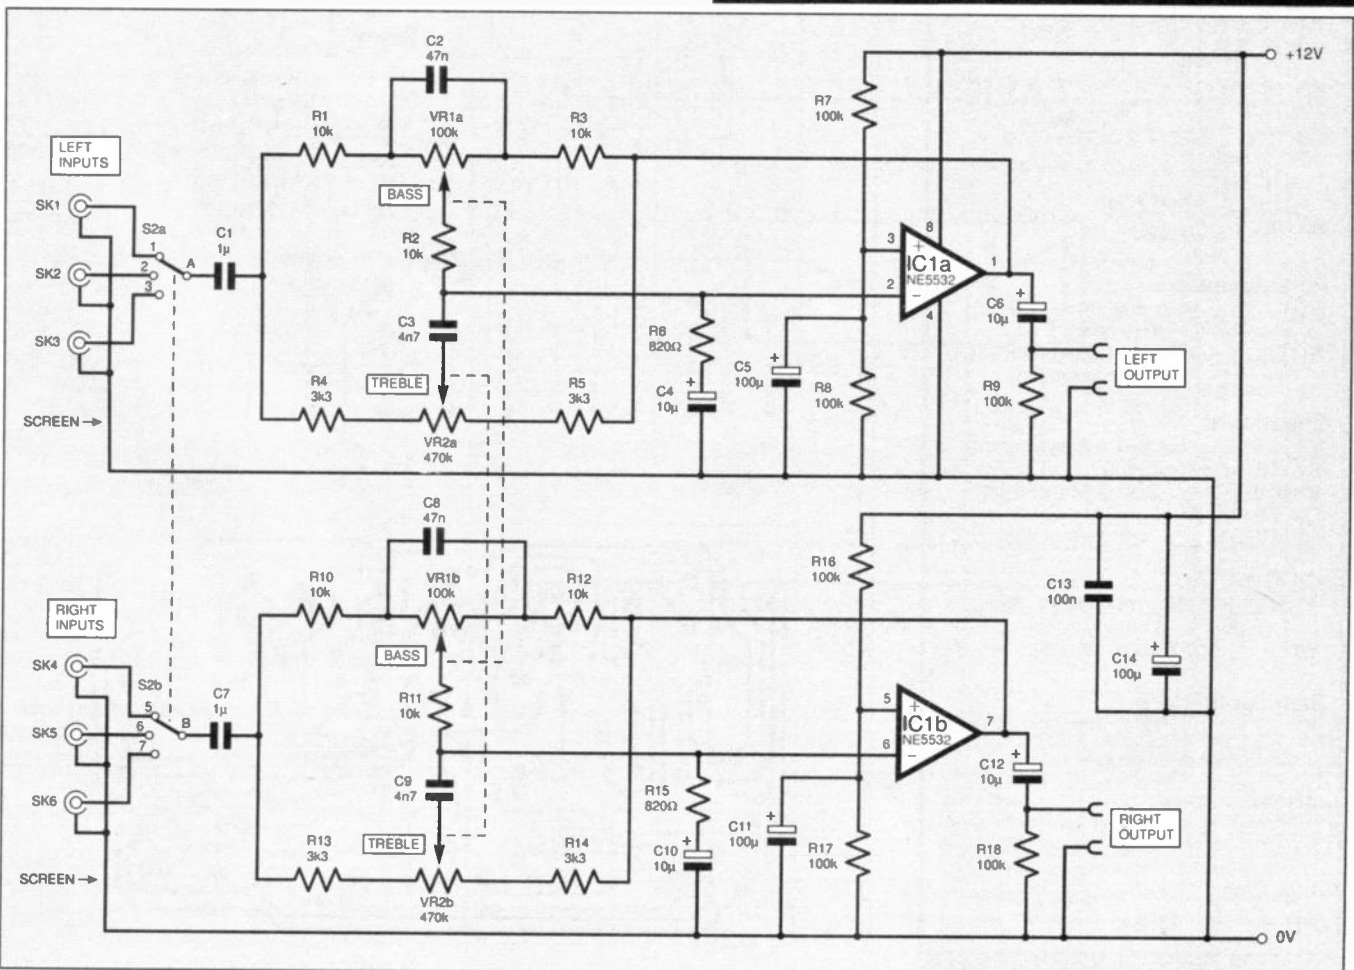 C2
47n
+12V
R7
100k
R1
10k
VR1a
100k
R3
10k
LEFT
INPUTS
BASS
SK1
S2a
C1
1µ
1
2
3
A
R2
10k
SK2
3
2
8
1
4
+
IC1a
NE5532
−
C6
10µ
+
C3
4n7
R6
820Ω
SK3
C5
100µ
+
LEFT
OUTPUT
R4
3k3
TREBLE
R5
3k3
C4
10µ
+
R8
100k
R9
100k
SCREEN →
VR2a
470k
C8
47n
R16
100k
R10
10k
VR1b
100k
R12
10k
C13
100n
RIGHT
INPUTS
BASS
SK4
S2b
C7
1µ
5
6
7
B
R11
10k
C14
100µ
+
5
6
7
+
IC1b
NE5532
−
SK5
C12
10µ
+
C9
4n7
R15
820Ω
SK6
C11
100µ
+
RIGHT
OUTPUT
R13
3k3
TREBLE
R14
3k3
C10
10µ
+
R17
100k
R18
100k
SCREEN →
VR2b
470k
0V